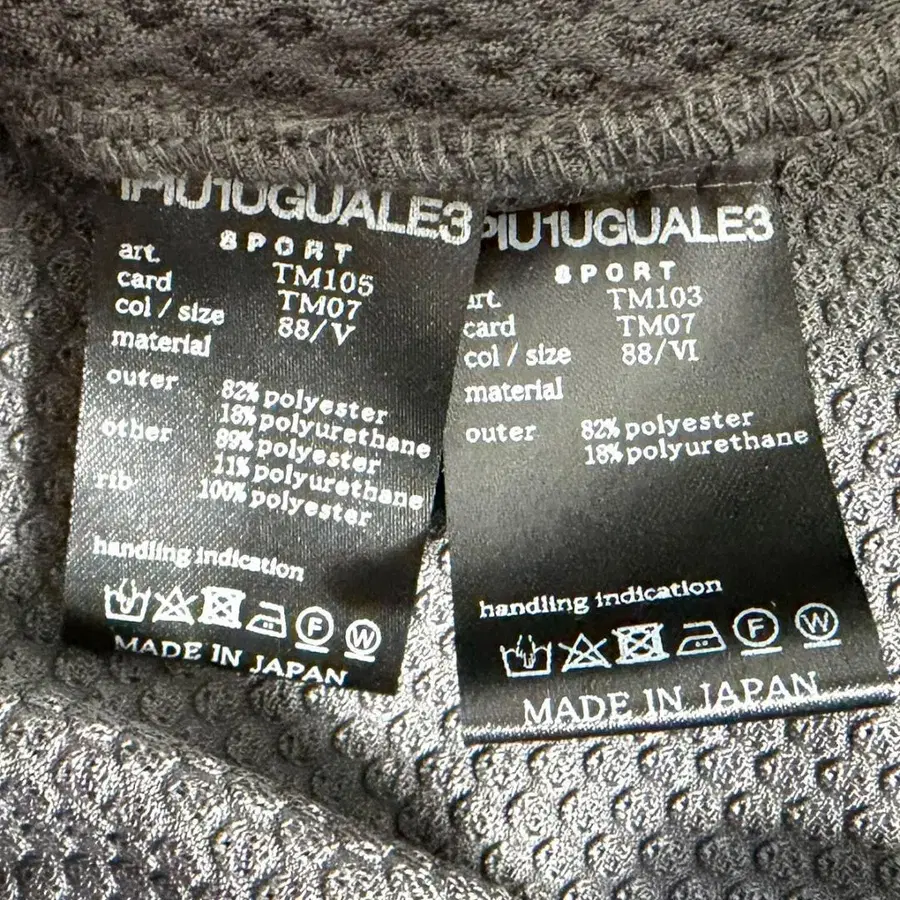 1PIU1UGUALE3
SPORT
art. TM105
card TM07
col / size 88/V
material
outer 82% polyester
18% polyurethane
other 89% polyester
11% polyurethane
rib 100% polyester
handling indication
F W
MADE IN JAPAN
PIU1UGUALE3
SPORT
art. TM103
card TM07
col / size 88/VI
material
outer 82% polyester
18% polyurethane
handling indication
F W
MADE IN JAPAN